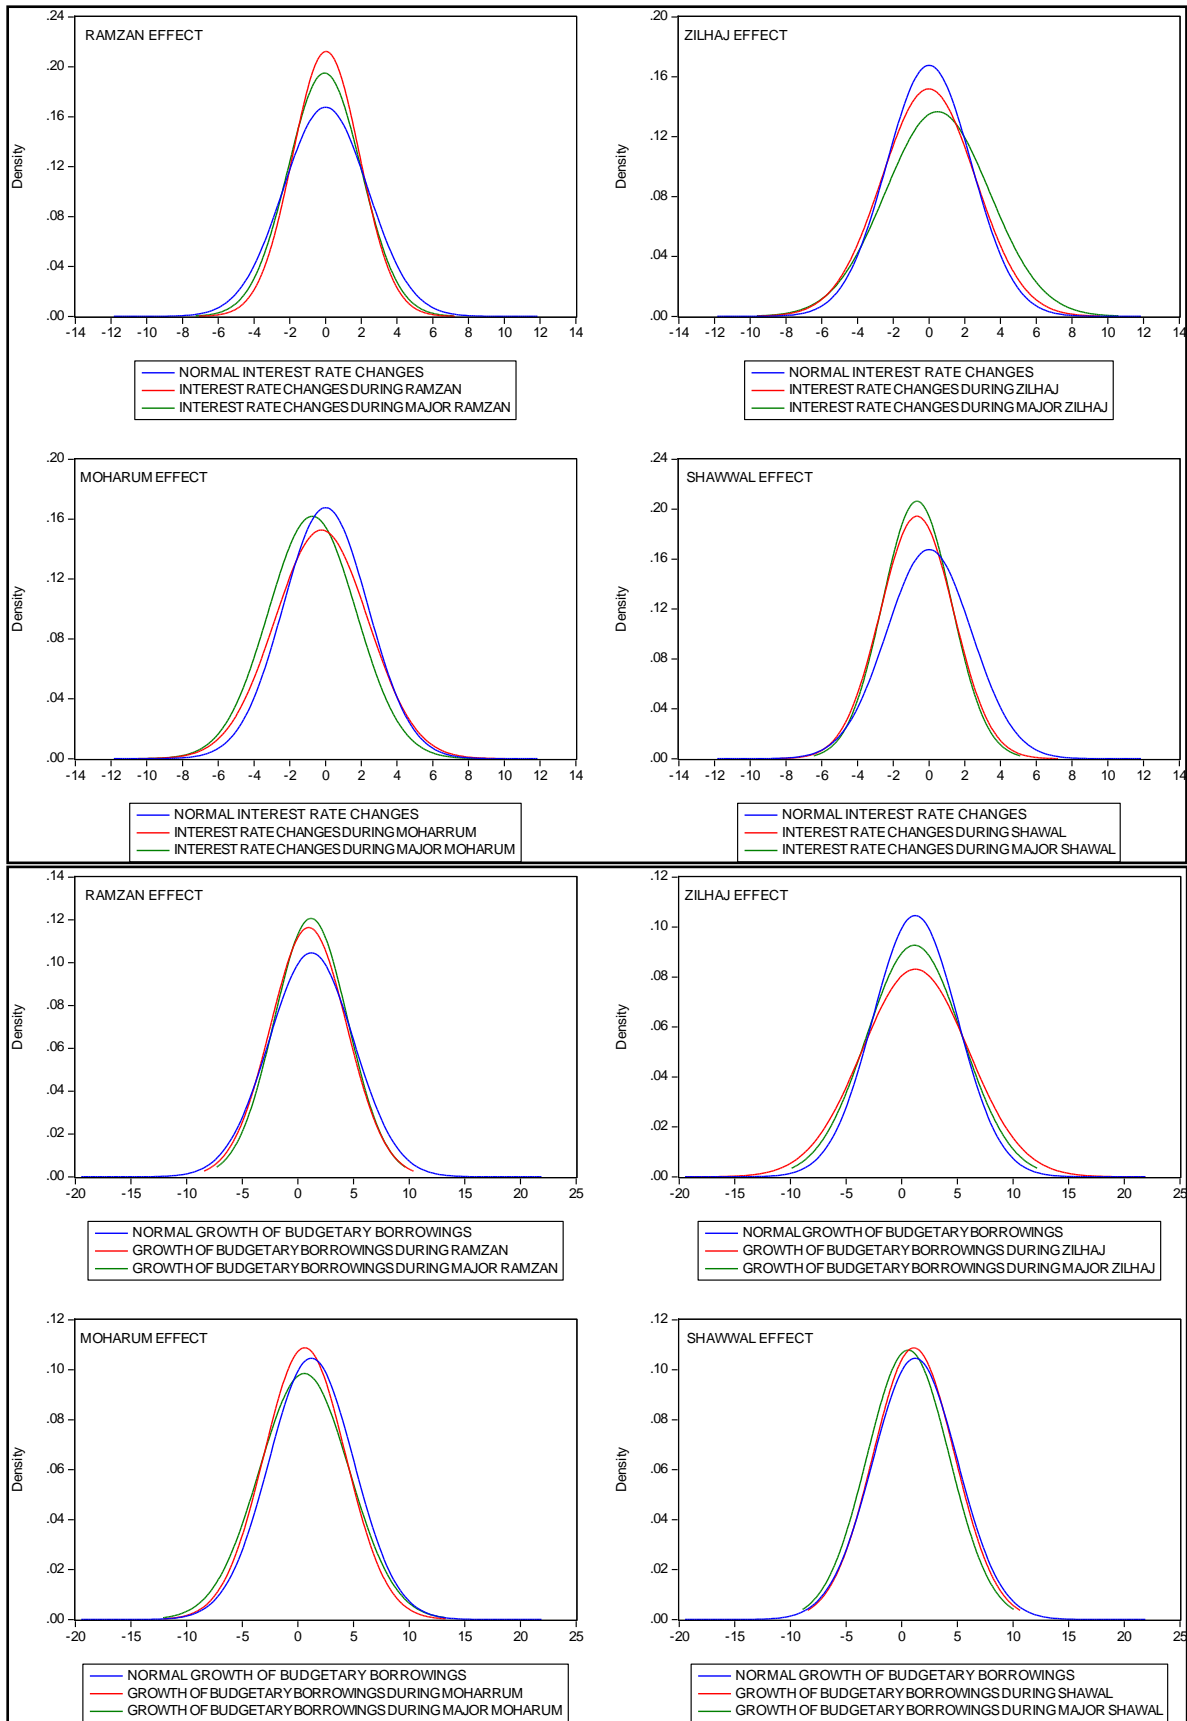 RAMZAN EFFECT
.24
.20
.16
.12
.08
.04
.00
Density
-14 -12 -10 -8 -6 -4 -2 0 2 4 6 8 10 12 14
NORMAL INTEREST RATE CHANGES
INTEREST RATE CHANGES DURING RAMZAN
INTEREST RATE CHANGES DURING MAJOR RAMZAN
ZILHAJ EFFECT
.20
.16
.12
.08
.04
.00
Density
-14 -12 -10 -8 -6 -4 -2 0 2 4 6 8 10 12 14
NORMAL INTEREST RATE CHANGES
INTEREST RATE CHANGES DURING ZILHAJ
INTEREST RATE CHANGES DURING MAJOR ZILHAJ
MOHARUM EFFECT
.20
.16
.12
.08
.04
.00
Density
-14 -12 -10 -8 -6 -4 -2 0 2 4 6 8 10 12 14
NORMAL INTEREST RATE CHANGES
INTEREST RATE CHANGES DURING MOHARRUM
INTEREST RATE CHANGES DURING MAJOR MOHARUM
SHAWWAL EFFECT
.24
.20
.16
.12
.08
.04
.00
Density
-14 -12 -10 -8 -6 -4 -2 0 2 4 6 8 10 12 14
NORMAL INTEREST RATE CHANGES
INTEREST RATE CHANGES DURING SHAWAL
INTEREST RATE CHANGES DURING MAJOR SHAWAL
RAMZAN EFFECT
.14
.12
.10
.08
.06
.04
.02
.00
Density
-20 -15 -10 -5 0 5 10 15 20 25
NORMAL GROWTH OF BUDGETARY BORROWINGS
GROWTH OF BUDGETARY BORROWINGS DURING RAMZAN
GROWTH OF BUDGETARY BORROWINGS DURING MAJOR RAMZAN
ZILHAJ EFFECT
.12
.10
.08
.06
.04
.02
.00
Density
-20 -15 -10 -5 0 5 10 15 20 25
NORMAL GROWTH OF BUDGETARY BORROWINGS
GROWTH OF BUDGETARY BORROWINGS DURING ZILHAJ
GROWTH OF BUDGETARY BORROWINGS DURING MAJOR ZILHAJ
MOHARUM EFFECT
.12
.10
.08
.06
.04
.02
.00
Density
-20 -15 -10 -5 0 5 10 15 20 25
NORMAL GROWTH OF BUDGETARY BORROWINGS
GROWTH OF BUDGETARY BORROWINGS DURING MOHARRUM
GROWTH OF BUDGETARY BORROWINGS DURING MAJOR MOHARUM
SHAWWAL EFFECT
.12
.10
.08
.06
.04
.02
.00
Density
-20 -15 -10 -5 0 5 10 15 20 25
NORMAL GROWTH OF BUDGETARY BORROWINGS
GROWTH OF BUDGETARY BORROWINGS DURING SHAWAL
GROWTH OF BUDGETARY BORROWINGS DURING MAJOR SHAWAL